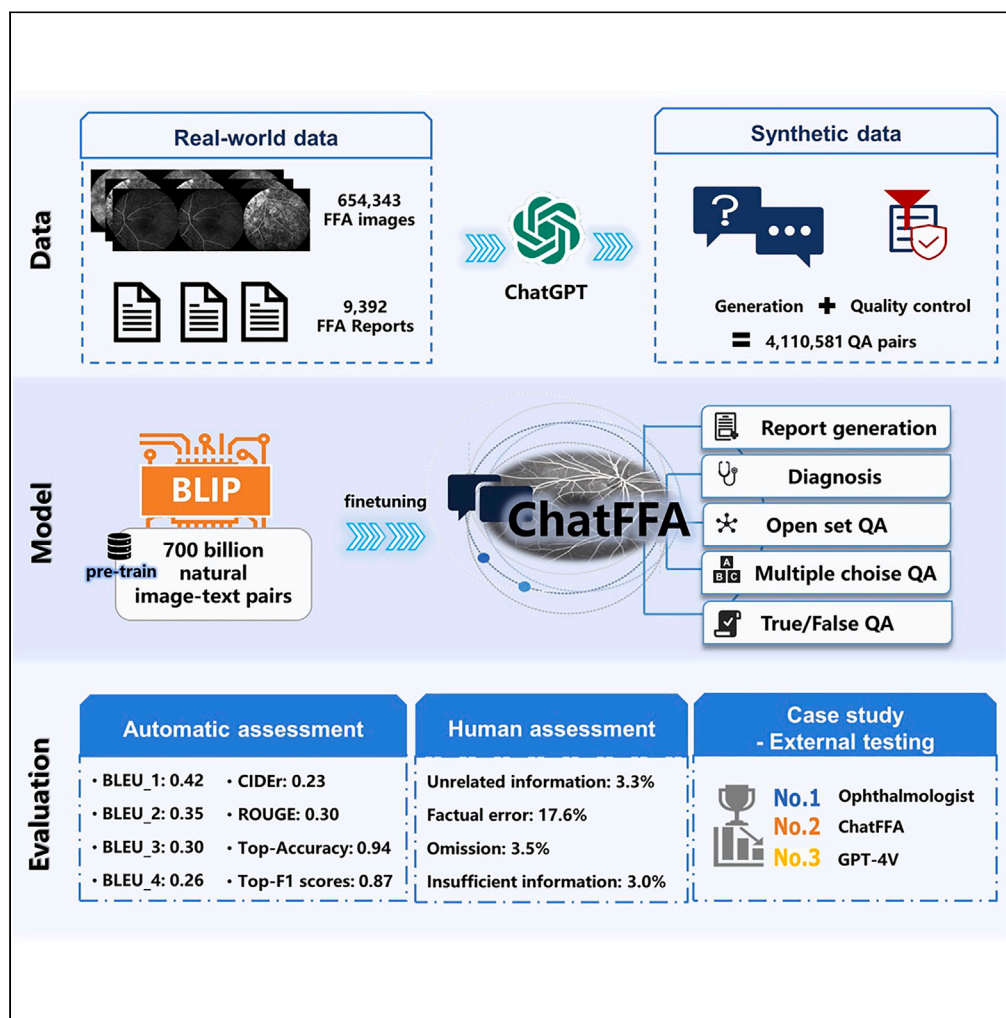 Data
Real-world data
654,343
FFA images
9,392
FFA Reports
ChatGPT
Synthetic data
?
Generation + Quality control
= 4,110,581 QA pairs
Model
BLIP
pre-train
700 billion
natural
image-text pairs
finetuning
ChatFFA
Report generation
Diagnosis
Open set QA
A
B C
Multiple choise QA
True/False QA
Evaluation
Automatic assessment
· BLEU_1: 0.42
· BLEU_2: 0.35
· BLEU_3: 0.30
· BLEU_4: 0.26
· CIDEr: 0.23
· ROUGE: 0.30
· Top-Accuracy: 0.94
· Top-F1 scores: 0.87
Human assessment
Unrelated information: 3.3%
Factual error: 17.6%
Omission: 3.5%
Insufficient information: 3.0%
Case study
- External testing
No.1 Ophthalmologist
No.2 ChatFFA
No.3 GPT-4V